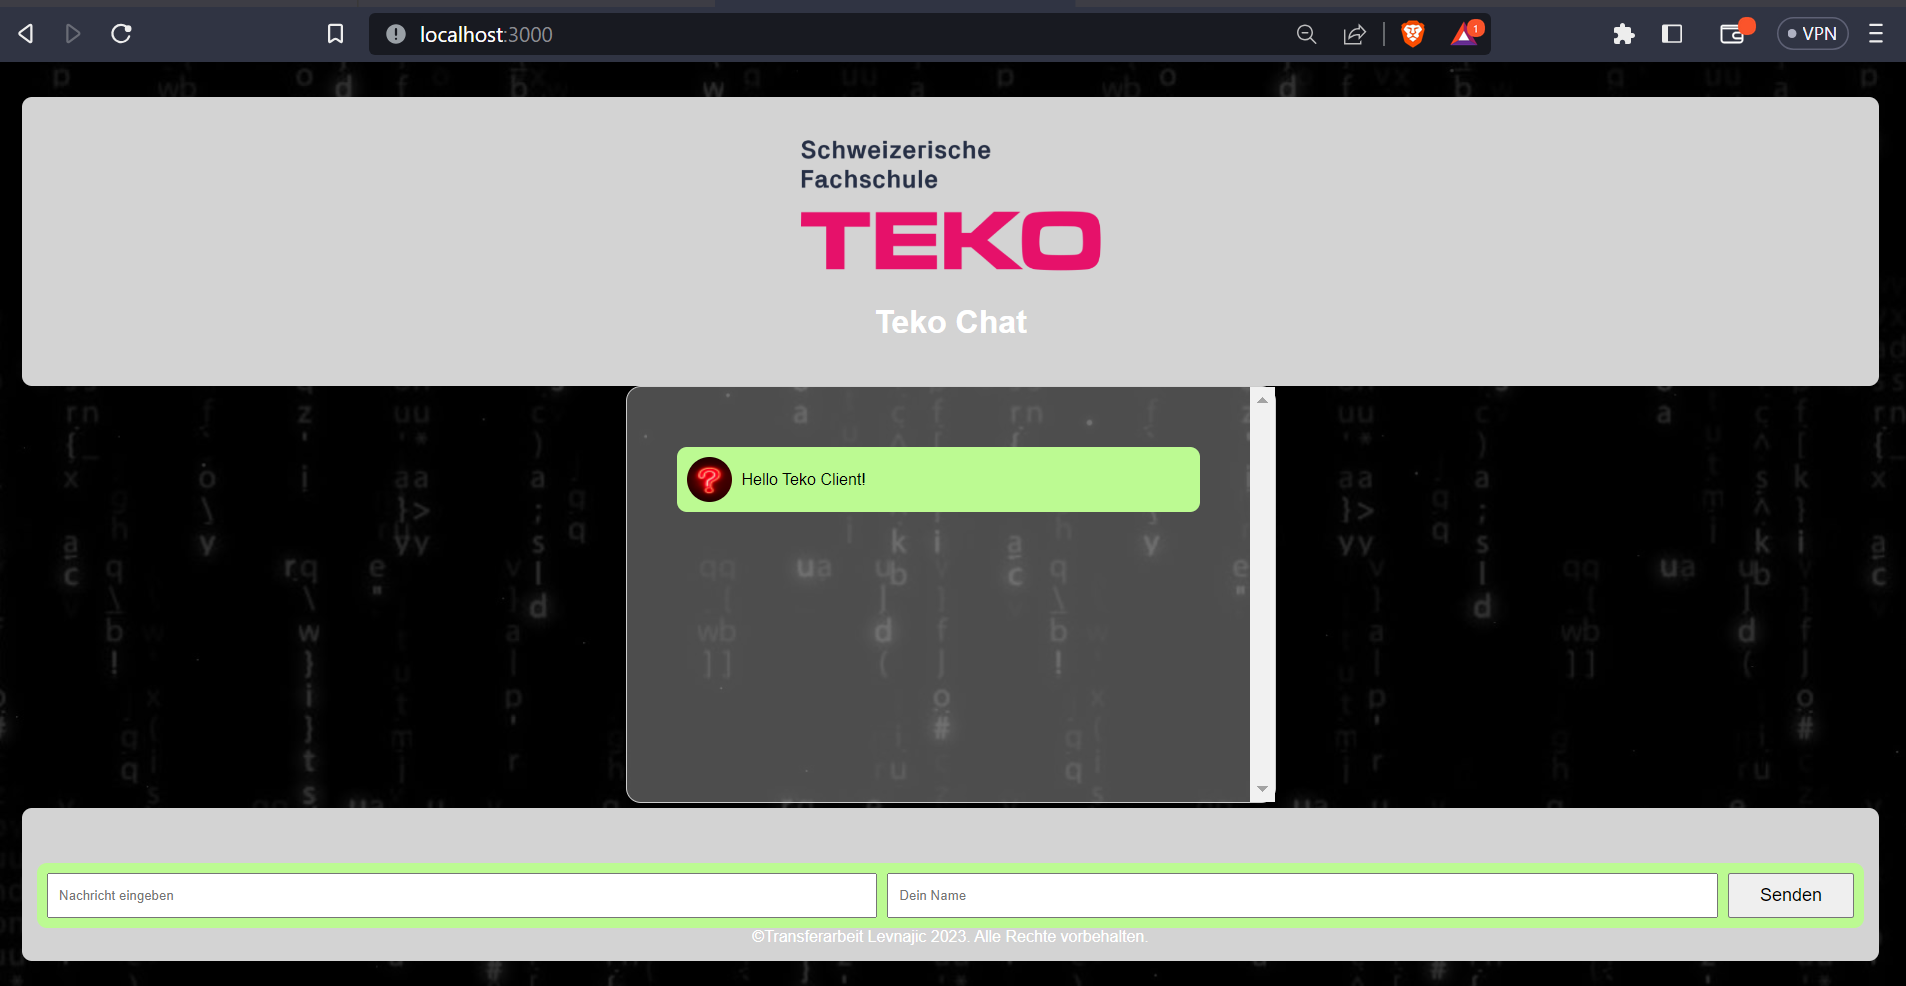 localhost:3000
1
VPN
Schweizerische
Fachschule
TEKO
Teko Chat
?
Hello Teko Client!
Nachricht eingeben
Dein Name
Senden
©Transferarbeit Levnajic 2023. Alle Rechte vorbehalten.